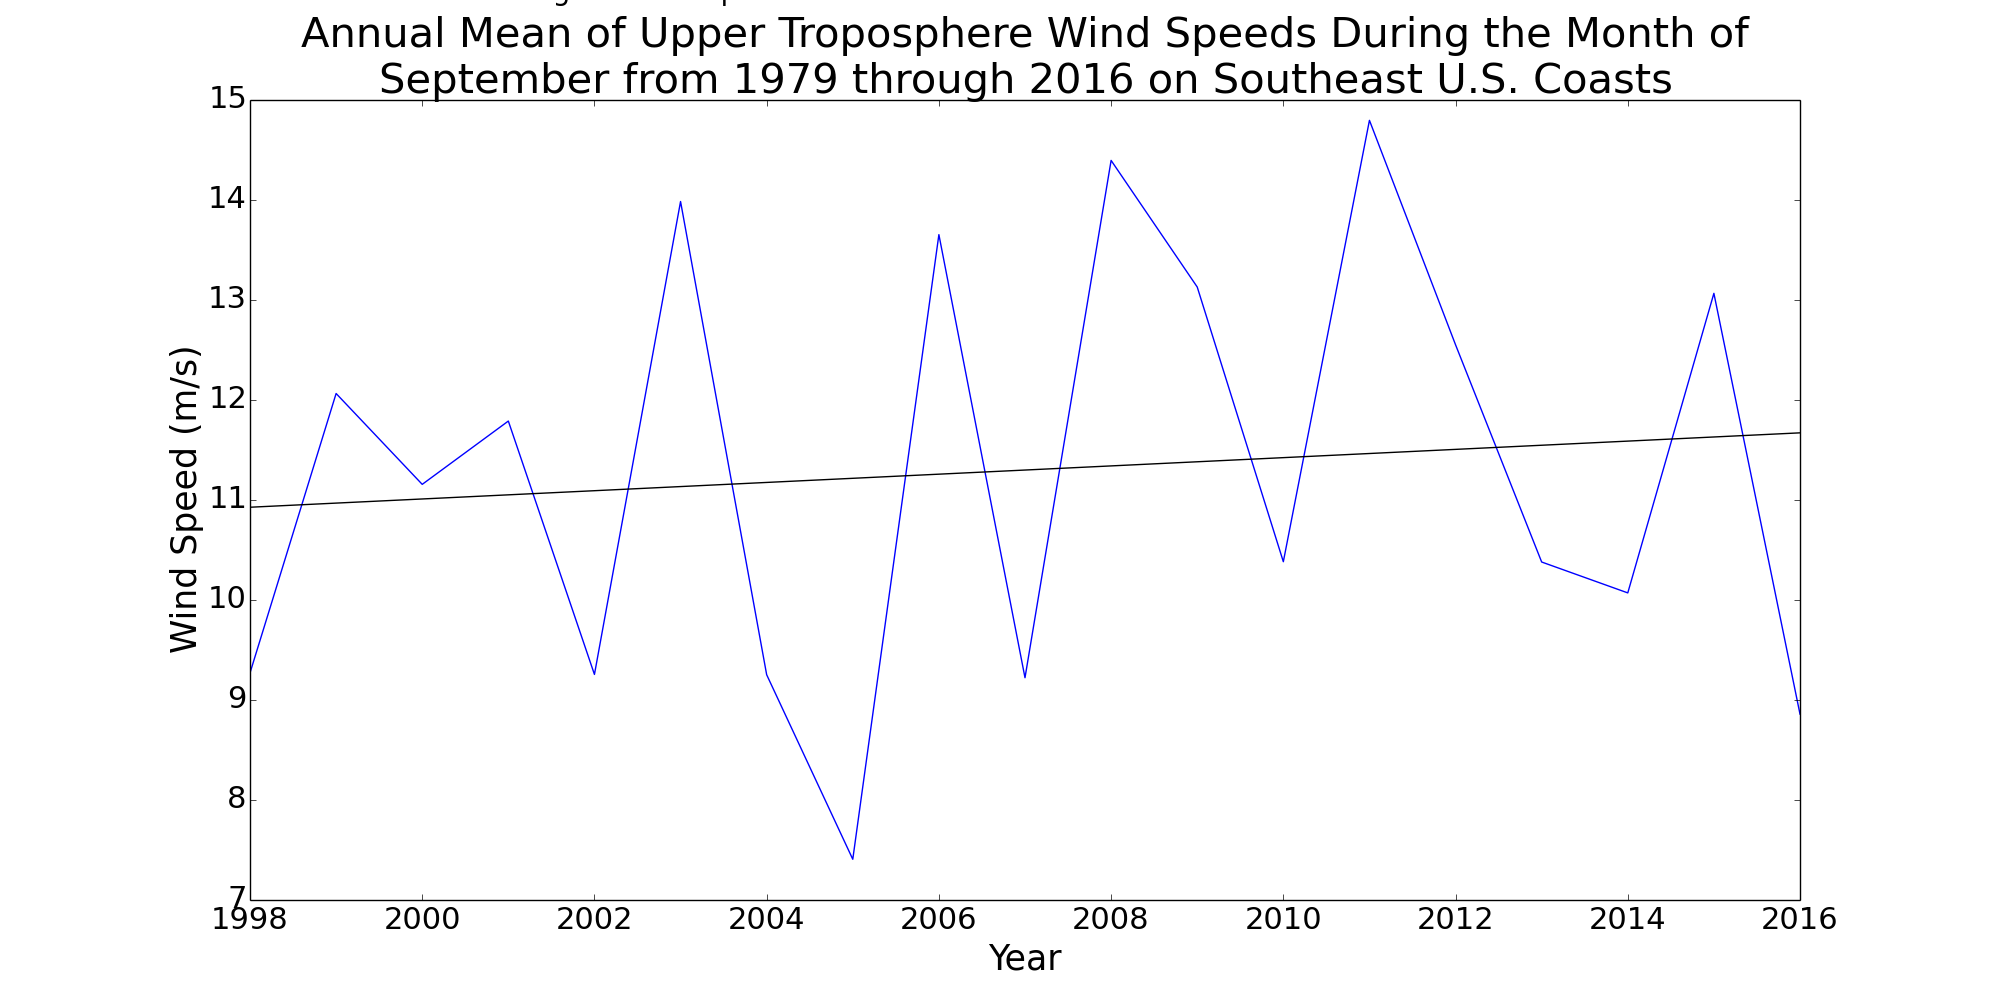 Annual Mean of Upper Troposphere Wind Speeds During the Month of
September from 1979 through 2016 on Southeast U.S. Coasts
15
14
13
12
11
10
9
8
7
Wind Speed (m/s)
1998 2000 2002 2004 2006 2008 2010 2012 2014 2016
Year